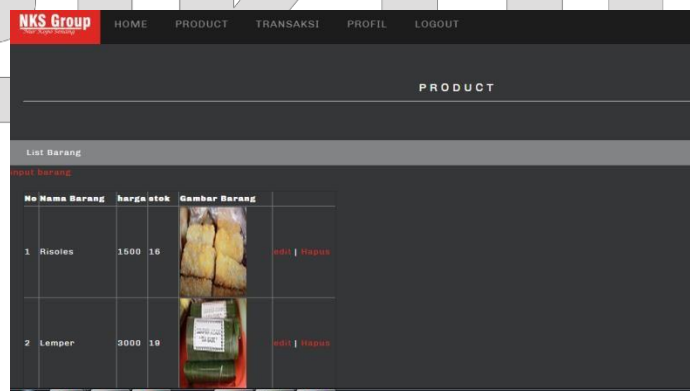 NKS Group
HOME PRODUCT TRANSAKSI PROFIL LOGOUT
PRODUCT
List Barang
input barang
No Nama Barang harga stok Gambar Barang
1 Risoles 1500 16 edit | Hapus
2 Lemper 3000 19 edit | Hapus